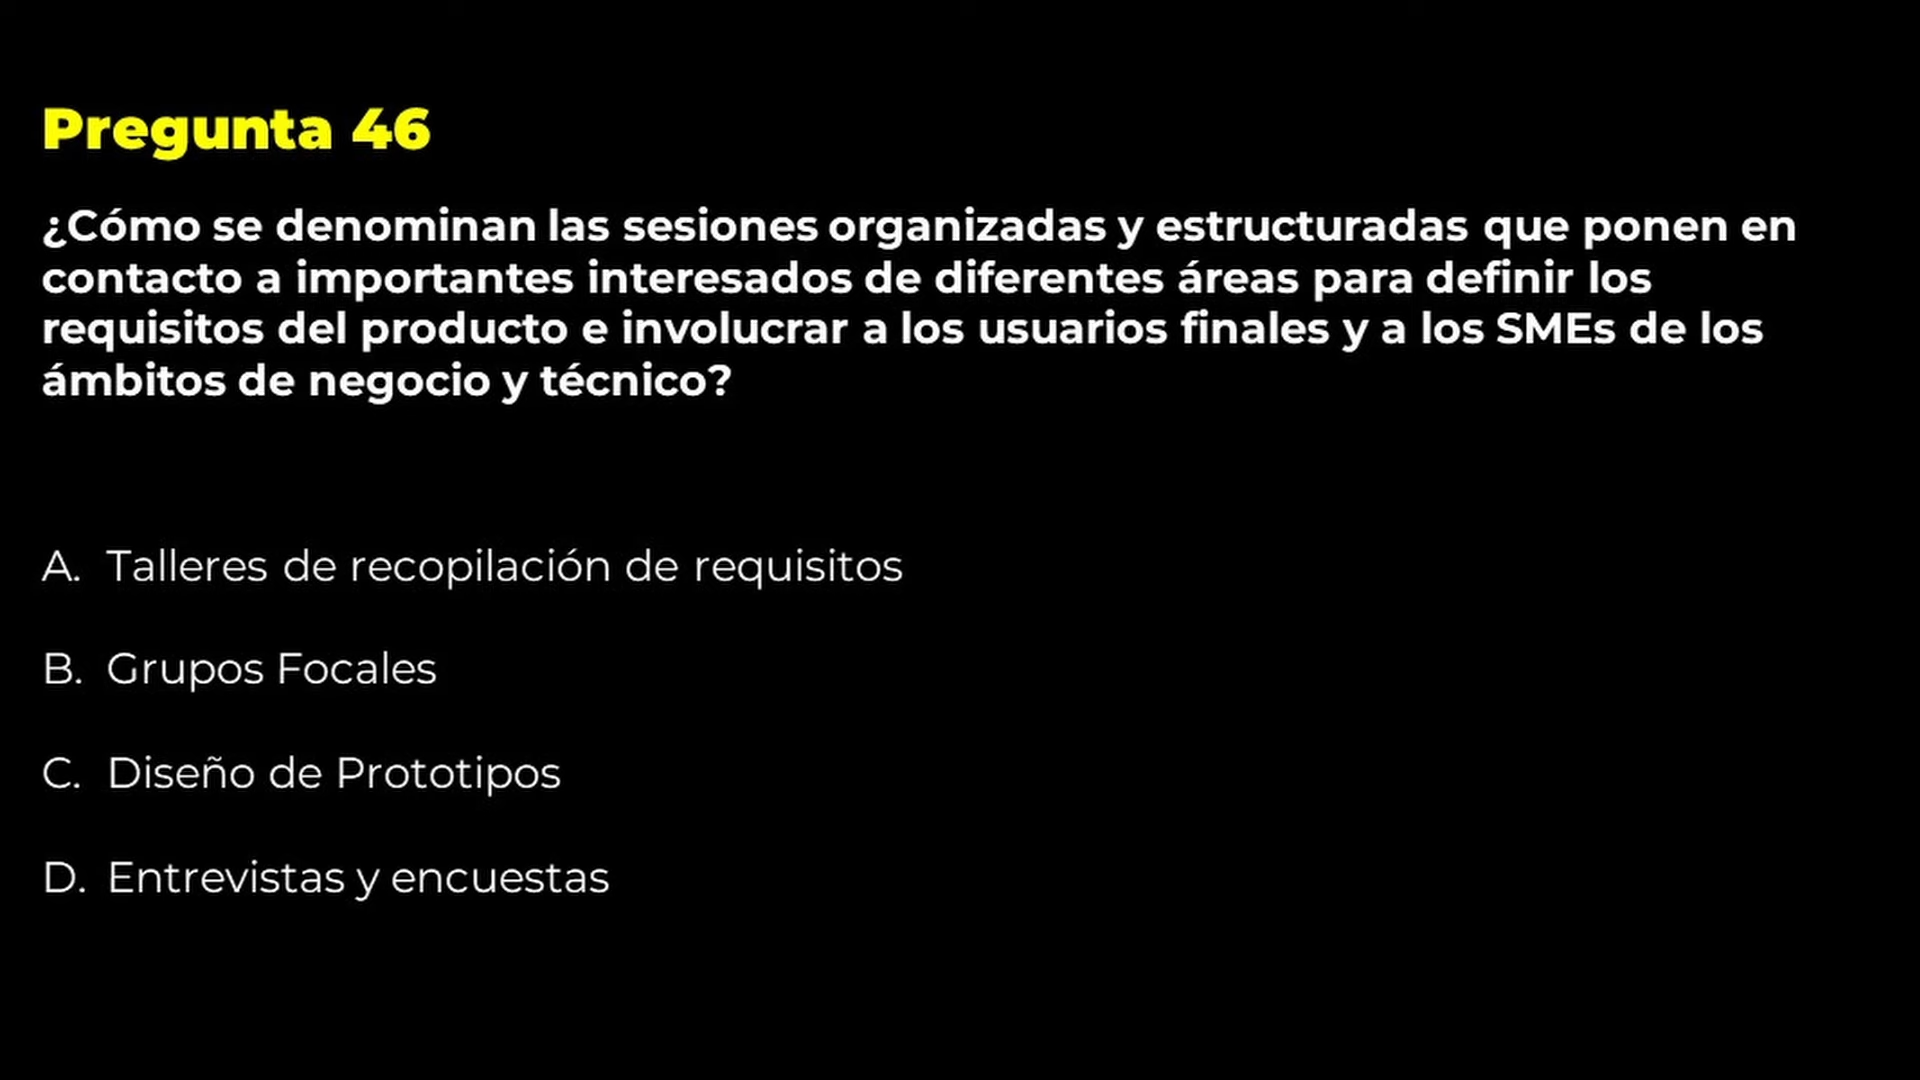 Pregunta 46
¿Cómo se denominan las sesiones organizadas y estructuradas que ponen en
contacto a importantes interesados de diferentes áreas para definir los
requisitos del producto e involucrar a los usuarios finales y a los SMEs de los
ámbitos de negocio y técnico?
A. Talleres de recopilación de requisitos
B. Grupos Focales
C. Diseño de Prototipos
D. Entrevistas y encuestas